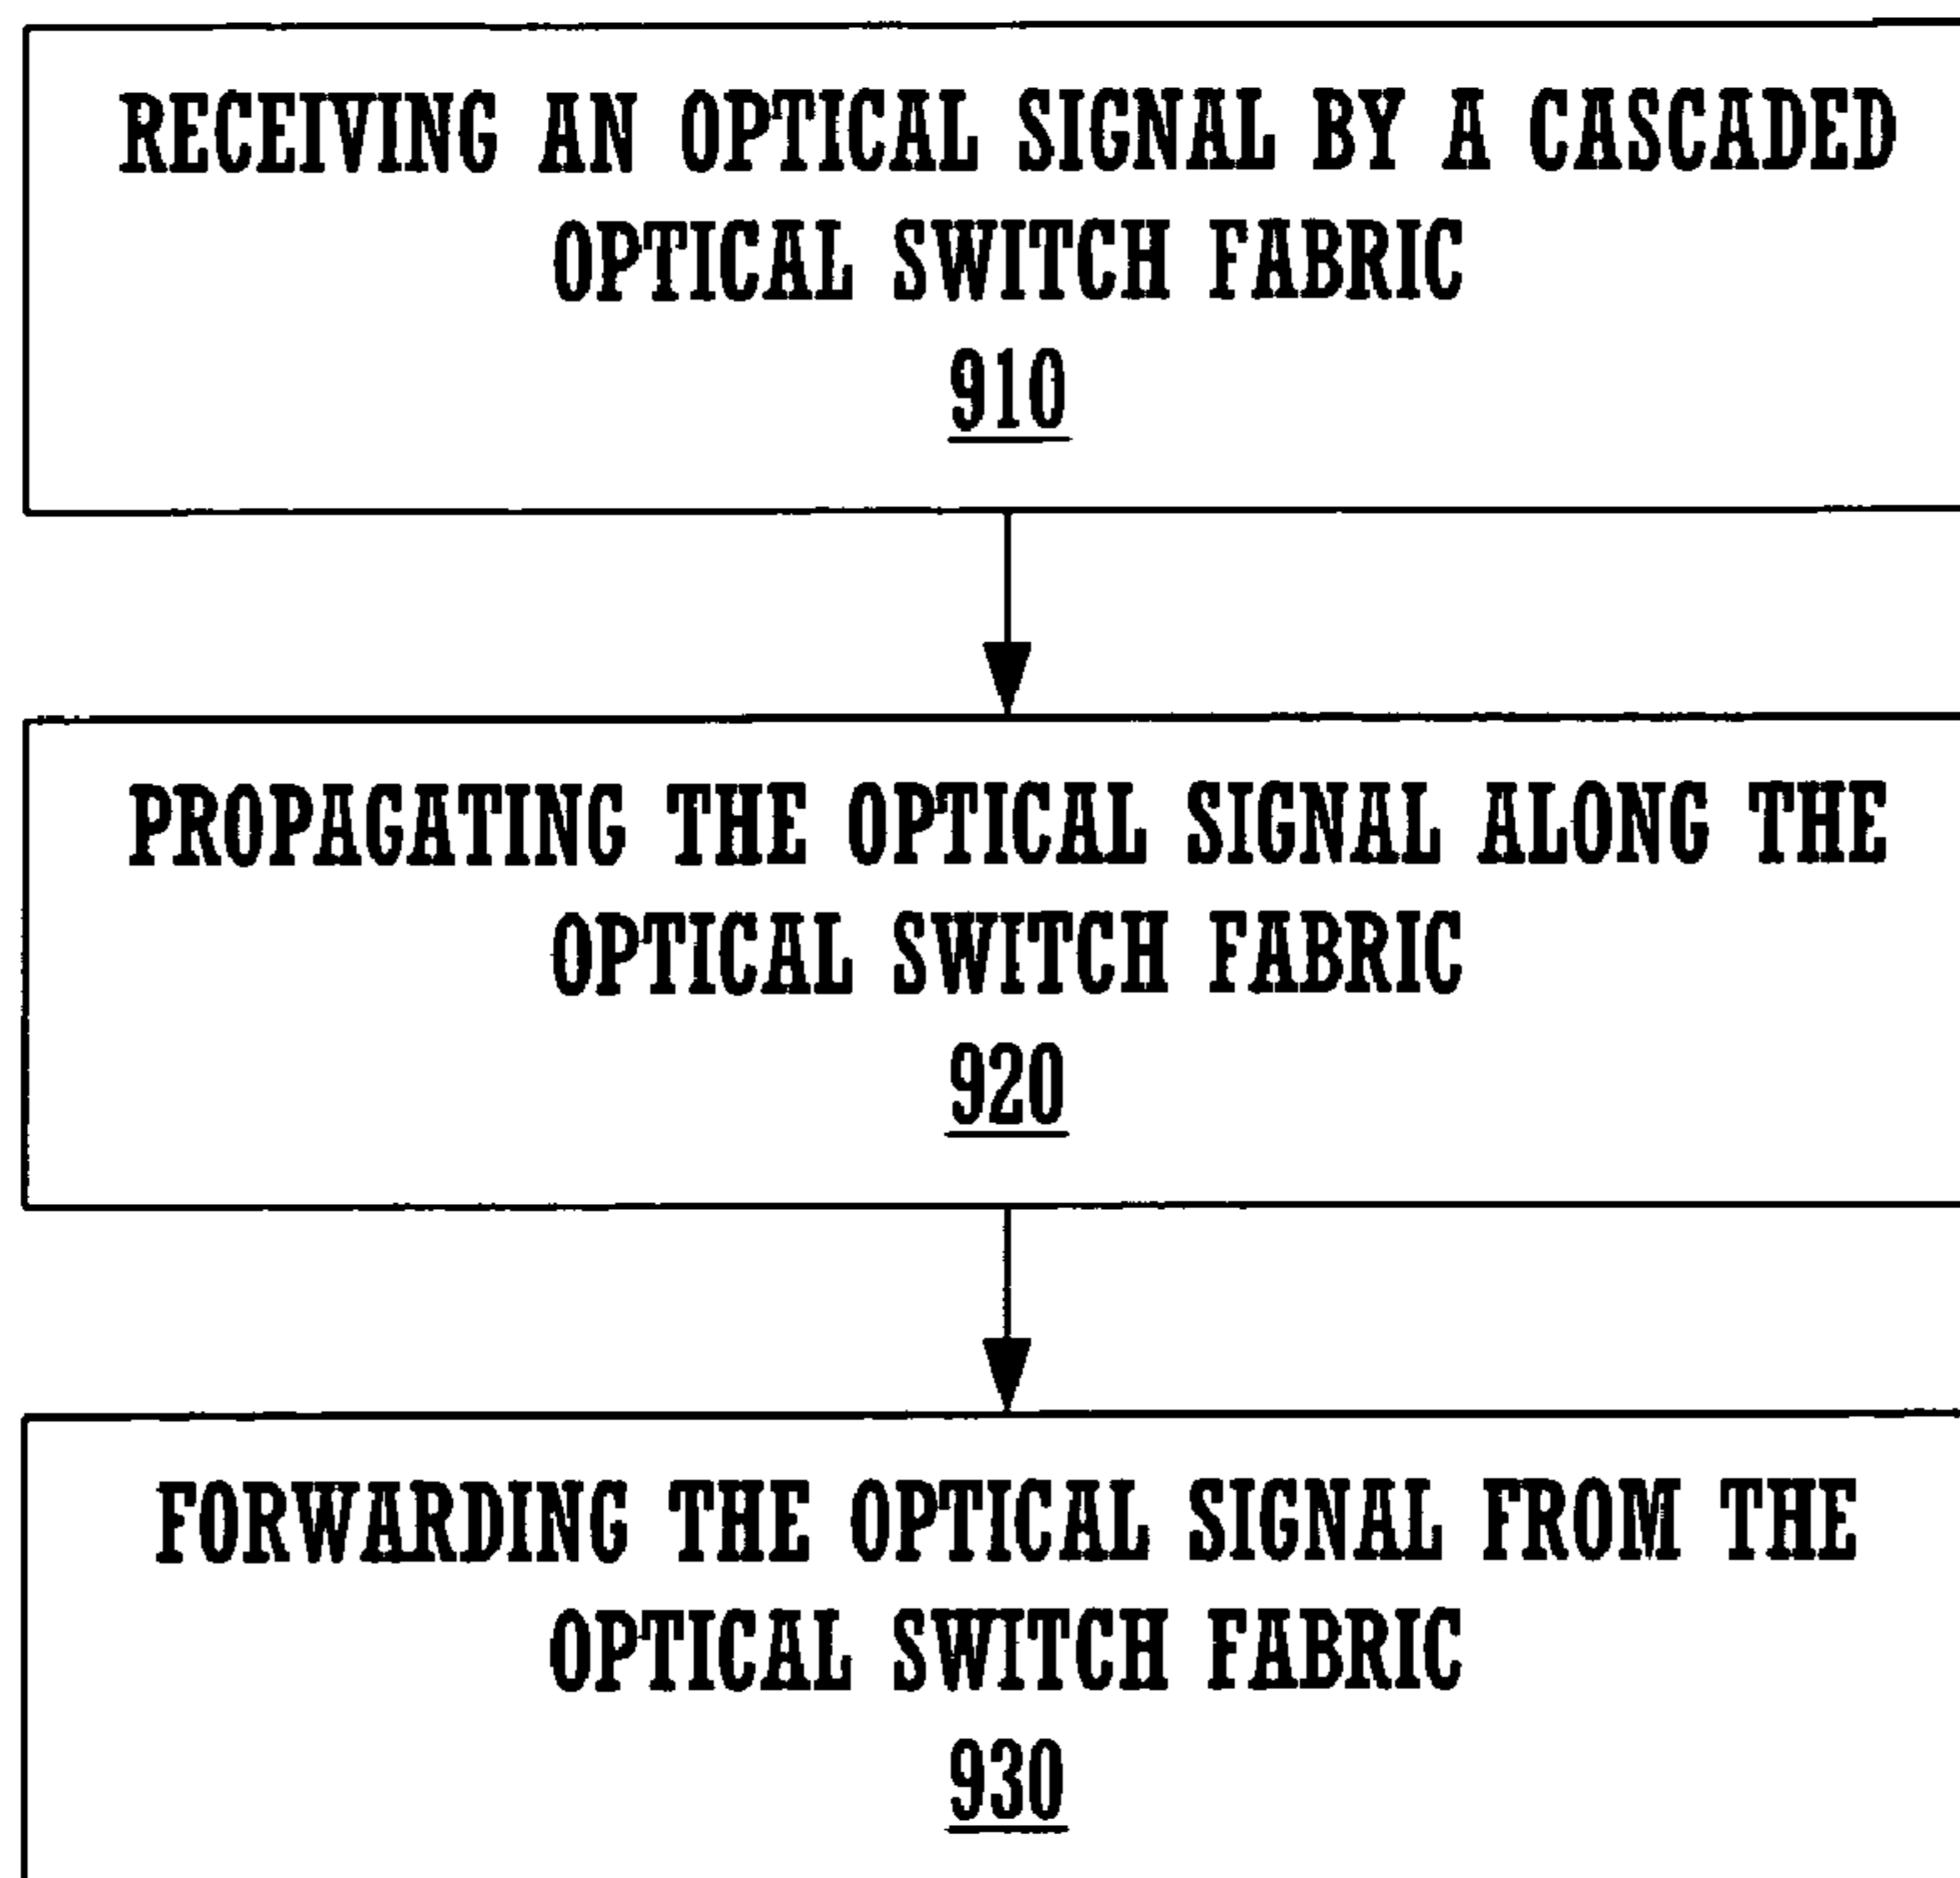 RECEIVING AN OPTICAL SIGNAL BY A CASCADED
OPTICAL SWITCH FABRIC
910
PROPAGATING THE OPTICAL SIGNAL ALONG THE
OPTICAL SWITCH FABRIC
920
FORWARDING THE OPTICAL SIGNAL FROM THE
OPTICAL SWITCH FABRIC
930